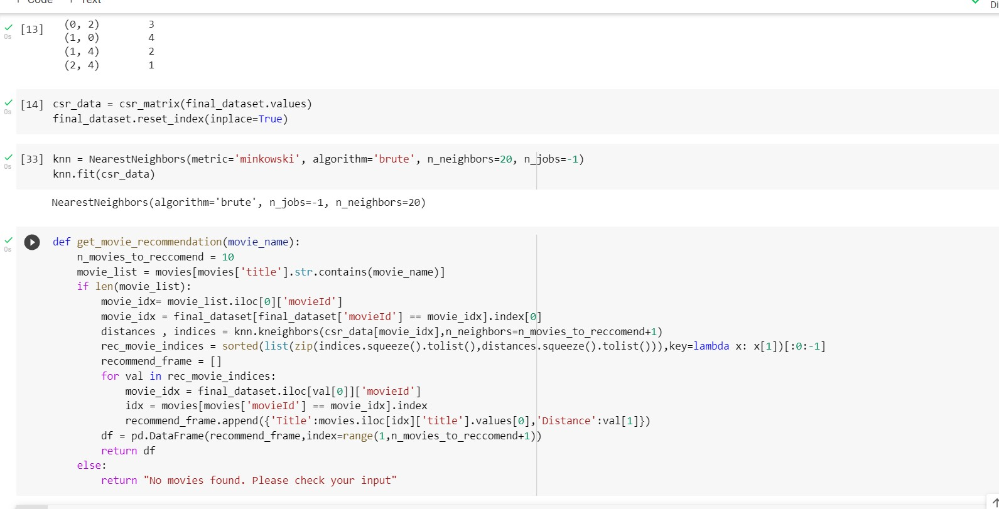 + Code + Text
Di
[13] (0, 2) 3
0s (1, 0) 4
(1, 4) 2
(2, 4) 1
[14] csr_data = csr_matrix(final_dataset.values)
0s final_dataset.reset_index(inplace=True)
[33] knn = NearestNeighbors(metric='minkowski', algorithm='brute', n_neighbors=20, n_jobs=-1)
0s knn.fit(csr_data)
NearestNeighbors(algorithm='brute', n_jobs=-1, n_neighbors=20)
def get_movie_recommendation(movie_name):
0s n_movies_to_reccomend = 10
movie_list = movies[movies['title'].str.contains(movie_name)]
if len(movie_list):
movie_idx= movie_list.iloc[0]['movieId']
movie_idx = final_dataset[final_dataset['movieId'] == movie_idx].index[0]
distances , indices = knn.kneighbors(csr_data[movie_idx],n_neighbors=n_movies_to_reccomend+1)
rec_movie_indices = sorted(list(zip(indices.squeeze().tolist(),distances.squeeze().tolist())),key=lambda x: x[1])[:0:-1]
recommend_frame = []
for val in rec_movie_indices:
movie_idx = final_dataset.iloc[val[0]]['movieId']
idx = movies[movies['movieId'] == movie_idx].index
recommend_frame.append({'Title':movies.iloc[idx]['title'].values[0],'Distance':val[1]})
df = pd.DataFrame(recommend_frame,index=range(1,n_movies_to_reccomend+1))
return df
else:
return "No movies found. Please check your input"